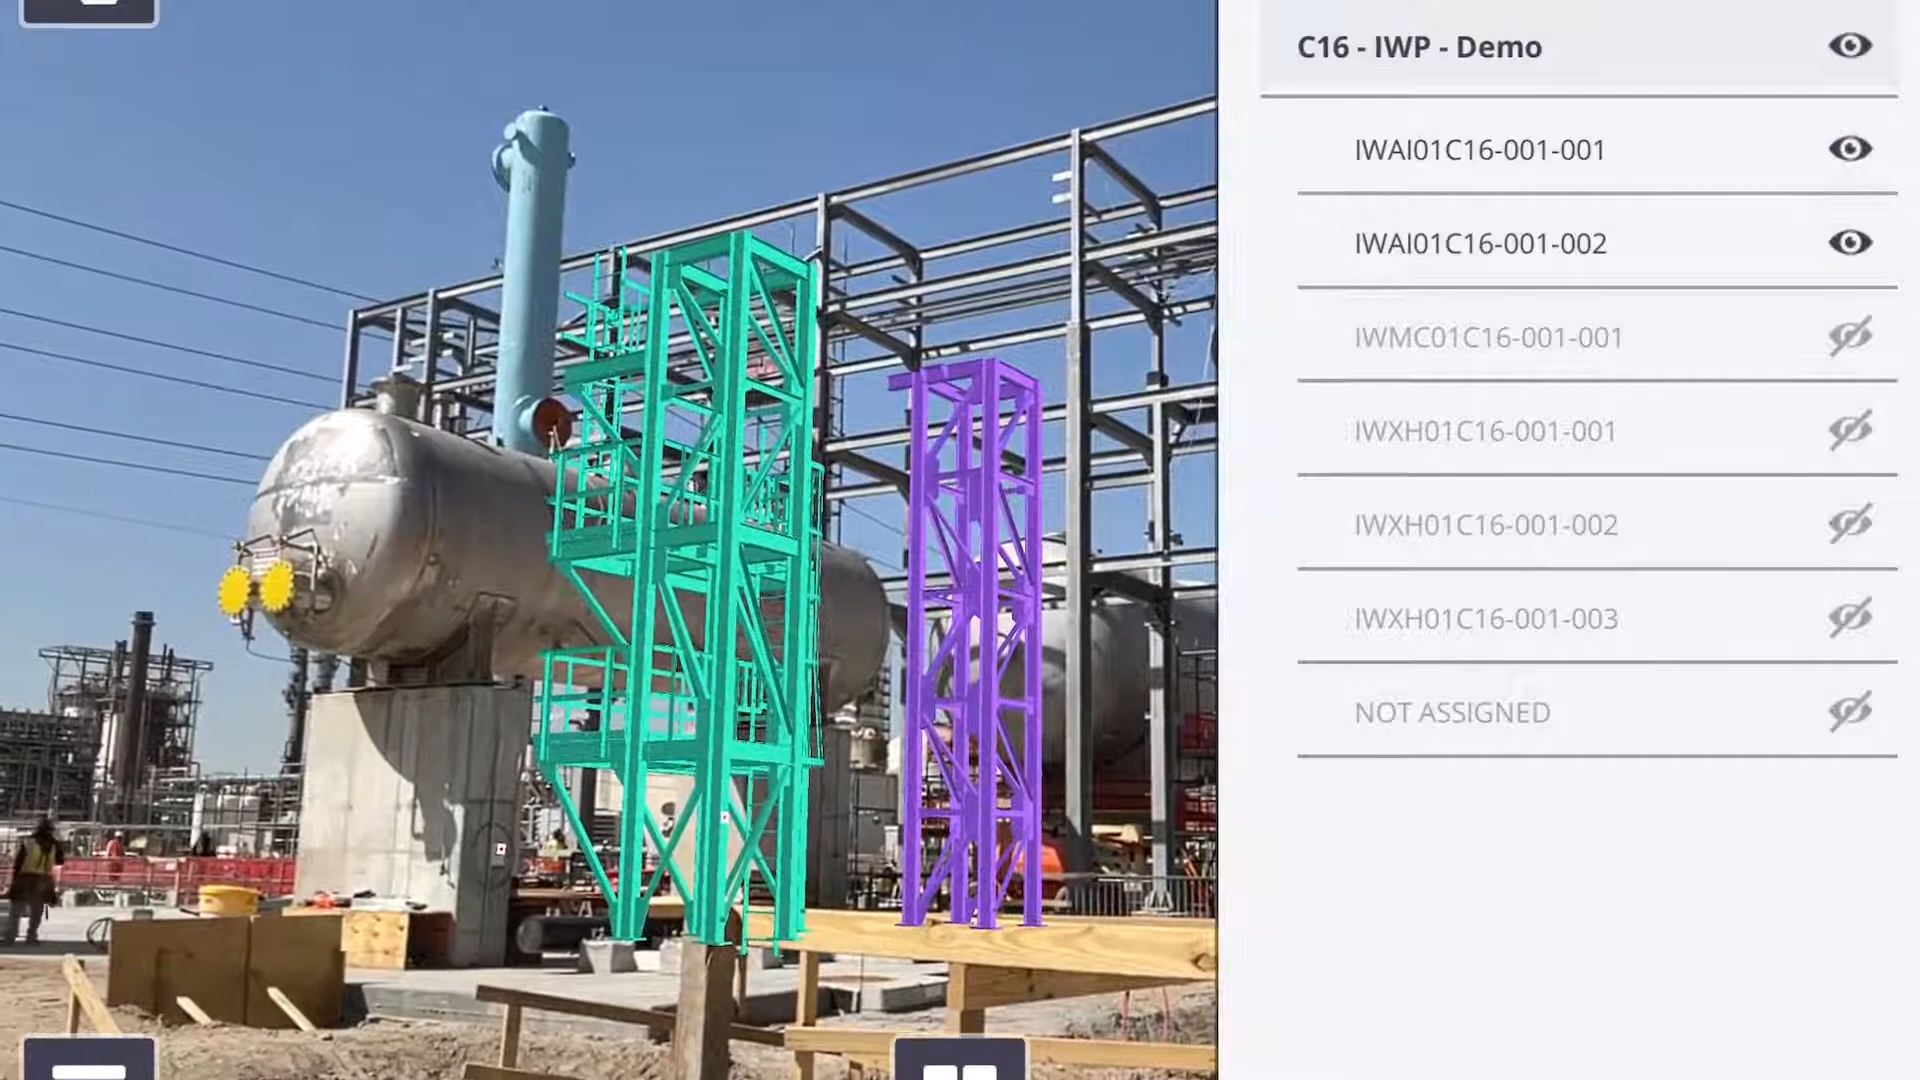 C16 - IWP - Demo
IWAI01C16-001-001
IWAI01C16-001-002
IWMC01C16-001-001
IWXH01C16-001-001
IWXH01C16-001-002
IWXH01C16-001-003
NOT ASSIGNED